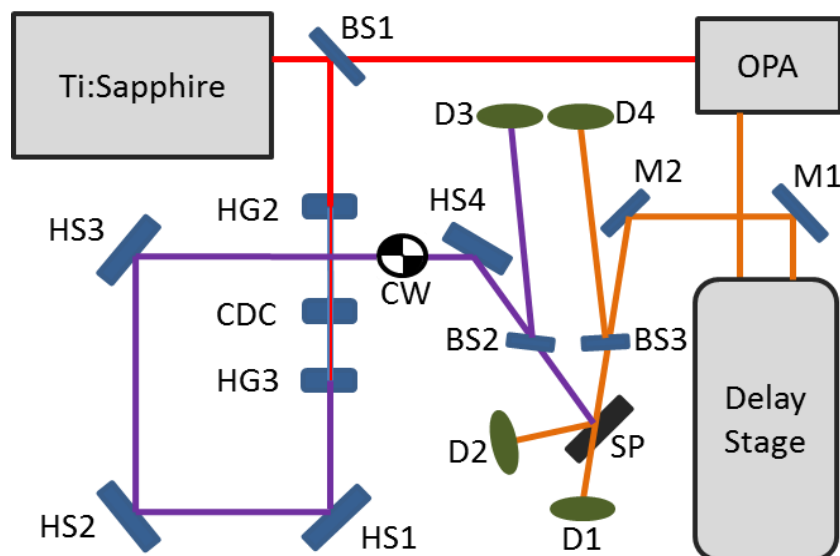 BS1
Ti:Sapphire
OPA
D3
D4
M2
M1
HG2
HS4
HS3
CW
CDC
BS2
BS3
HG3
Delay
Stage
D2
SP
HS2
HS1
D1